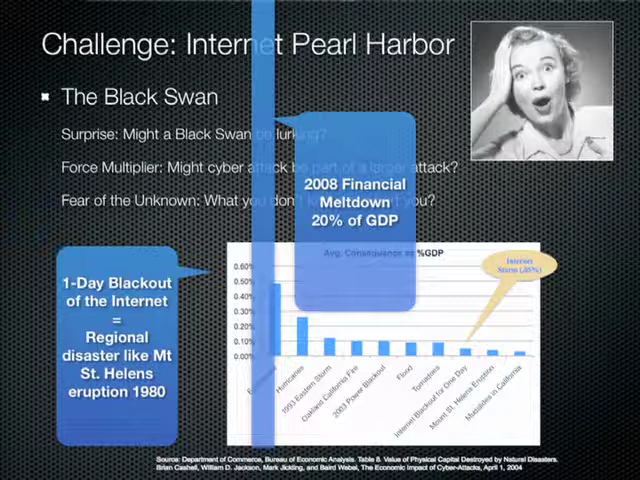 Challenge: Internet Pearl Harbor
The Black Swan
Surprise: Might a Black Swan be lurking?
Force Multiplier: Might cyber attack be part of a larger attack?
Fear of the Unknown: What you don't you?
2008 Financial
Meltdown
20% of GDP
1-Day Blackout
of the Internet
=
Regional
disaster like Mt
St. Helens
eruption 1980
Avg. Consequence as %GDP
Internet
Storm (.05%)
0.60%
0.50%
0.40%
0.30%
0.20%
0.10%
0.00%
Hurricanes
1993 Eastern Storm
Oakland California Fire
2003 Power Blackout
Flood
Tornadoes
Internet Blackout for One Day
Mount St. Helens Eruption
Mudslides in California
Source: Department of Commerce, Bureau of Economic Analysis. Table 8. Value of Physical Capital Destroyed by Natural Disasters.
Brian Cashell, William D. Jackson, Mark Jickling, and Baird Webel, The Economic Impact of Cyber-Attacks, April 1, 2004